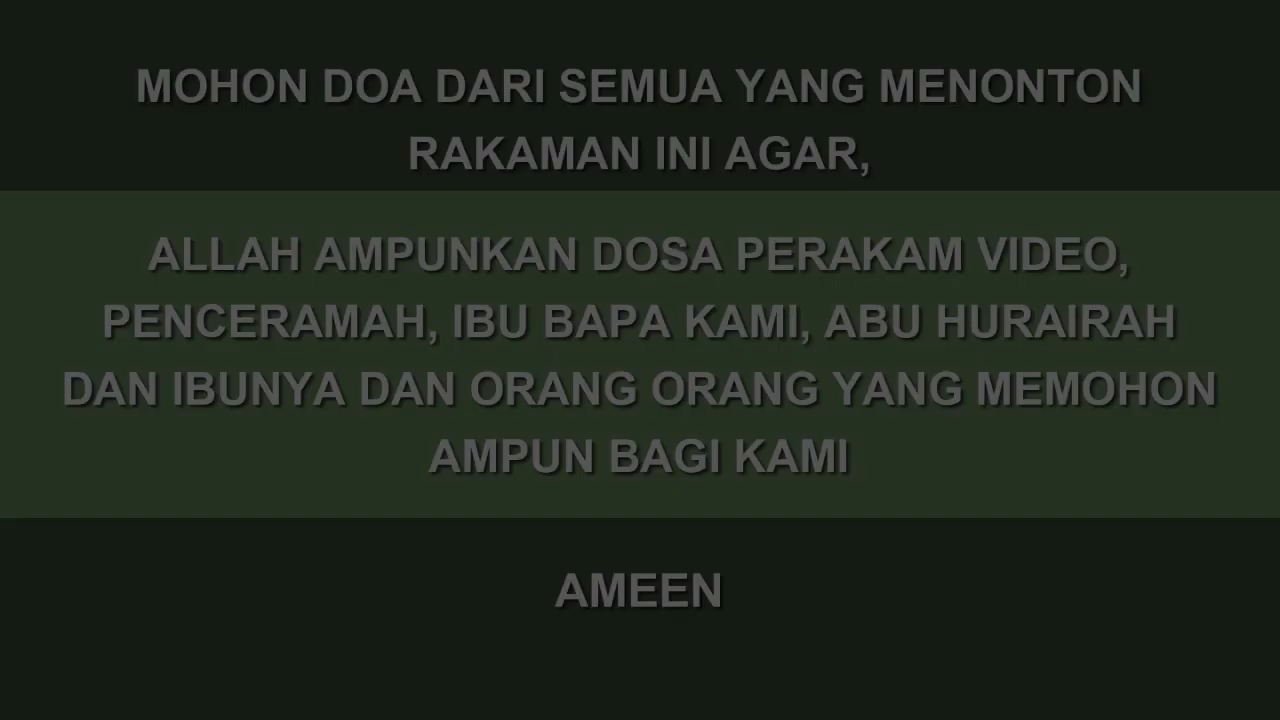 MOHON DOA DARI SEMUA YANG MENONTON
RAKAMAN INI AGAR,
ALLAH AMPUNKAN DOSA PERAKAM VIDEO,
PENCERAMAH, IBU BAPA KAMI, ABU HURAIRAH
DAN IBUNYA DAN ORANG ORANG YANG MEMOHON
AMPUN BAGI KAMI
AMEEN